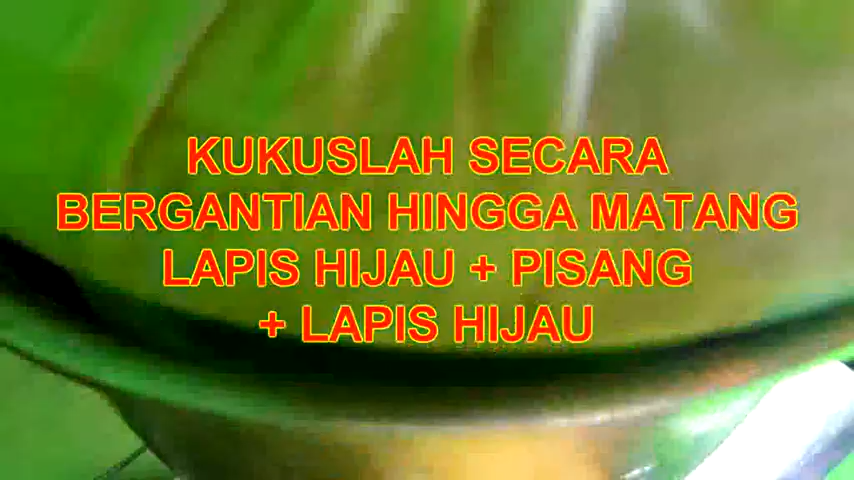 KUKUSLAH SECARA
BERGANTIAN HINGGA MATANG
LAPIS HIJAU + PISANG
+ LAPIS HIJAU